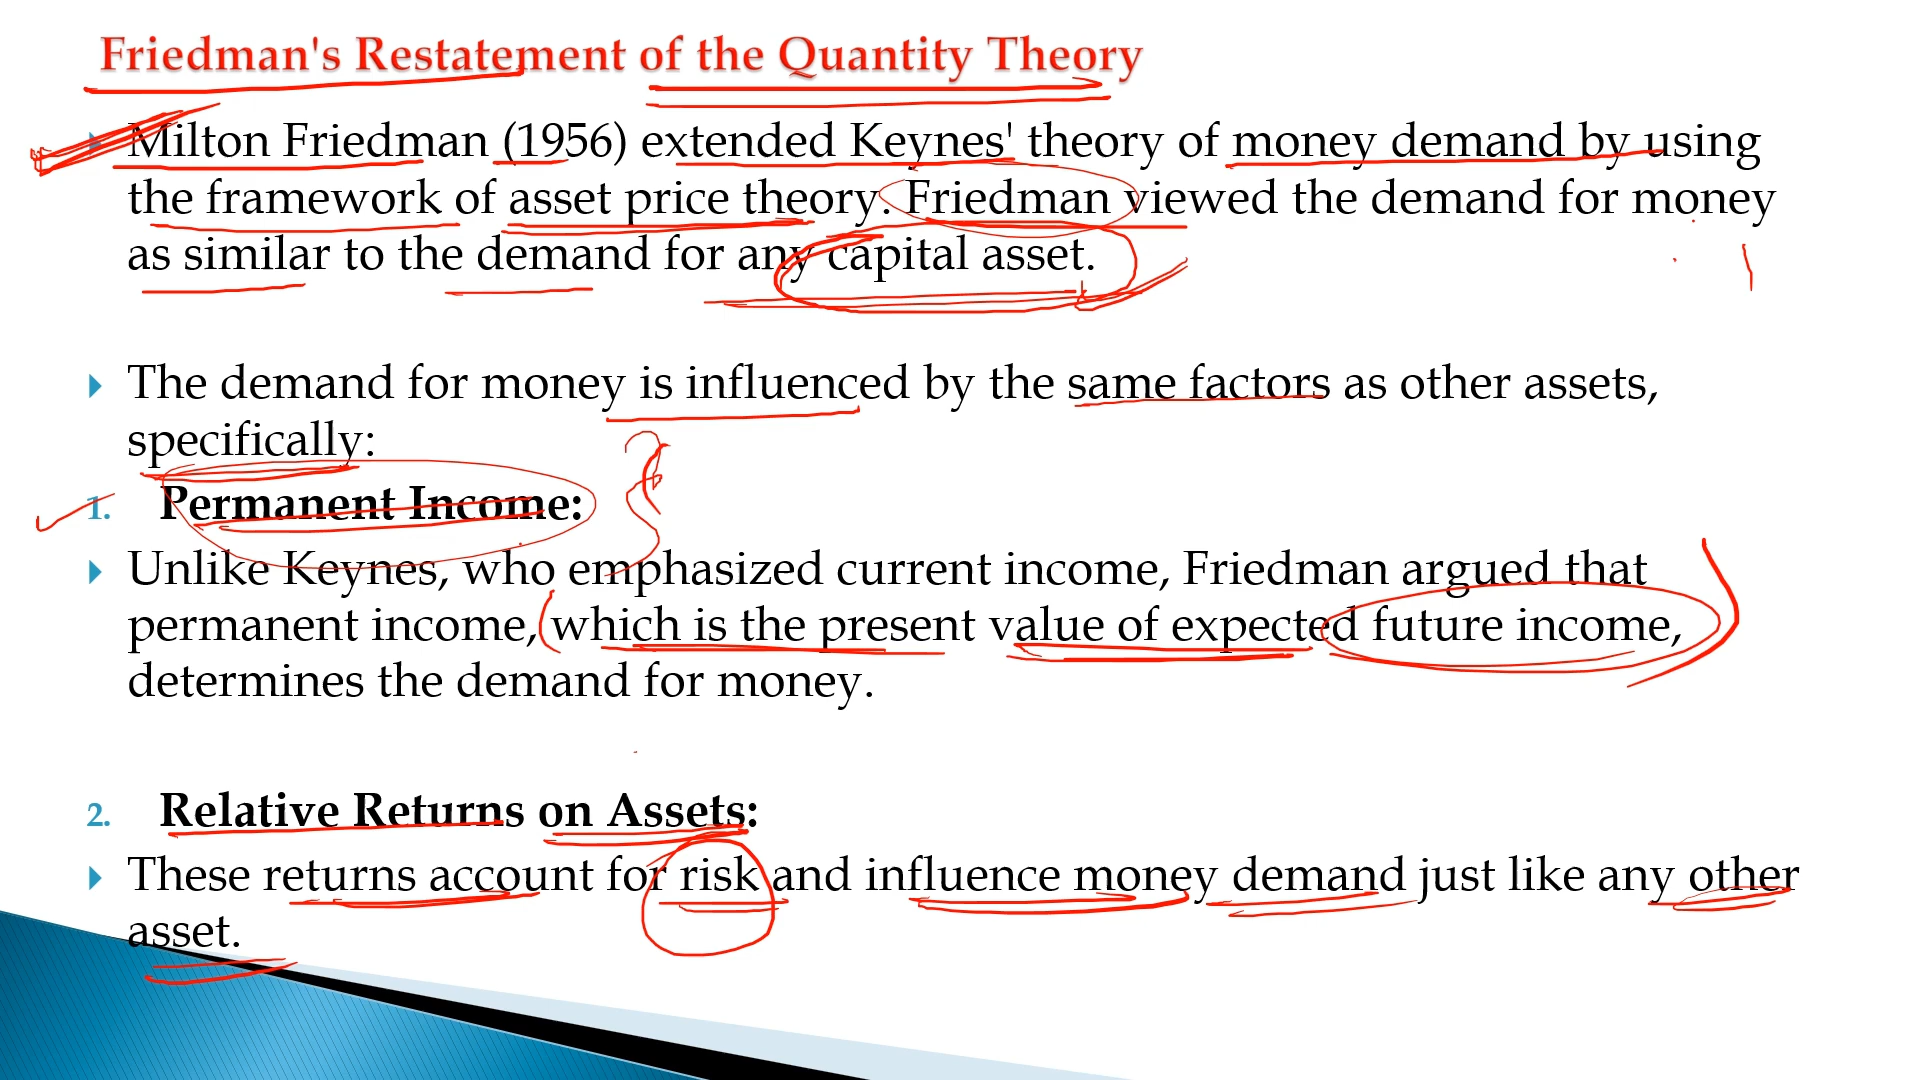 Friedman's Restatement of the Quantity Theory
Milton Friedman (1956) extended Keynes' theory of money demand by using
the framework of asset price theory. Friedman viewed the demand for money
as similar to the demand for any capital asset.
The demand for money is influenced by the same factors as other assets,
specifically:
1. Permanent Income:
Unlike Keynes, who emphasized current income, Friedman argued that
permanent income, which is the present value of expected future income,
determines the demand for money.
2. Relative Returns on Assets:
These returns account for risk and influence money demand just like any other
asset.